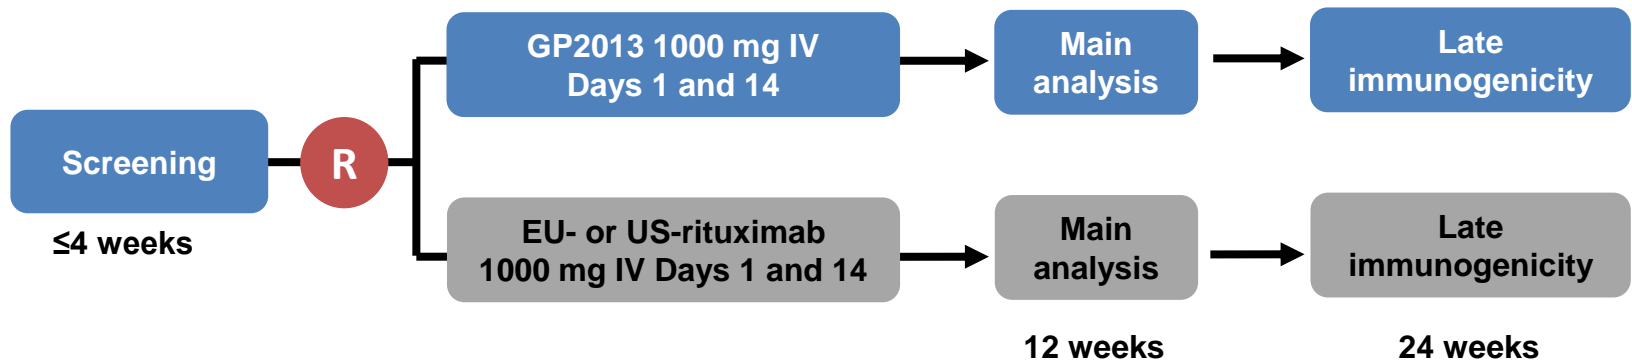 Screening
≤4 weeks
R
GP2013 1000 mg IV
Days 1 and 14
Main
analysis
Late
immunogenicity
EU- or US-rituximab
1000 mg IV Days 1 and 14
Main
analysis
Late
immunogenicity
12 weeks
24 weeks